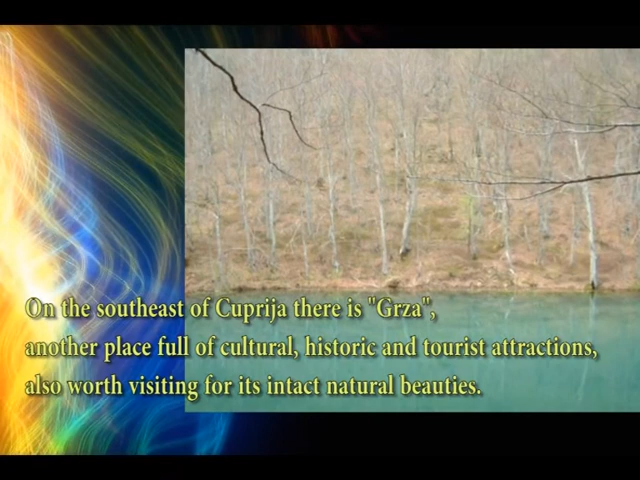 On the southeast of Cuprija there is "Grza",
another place full of cultural, historic and tourist attractions,
also worth visiting for its intact natural beauties.